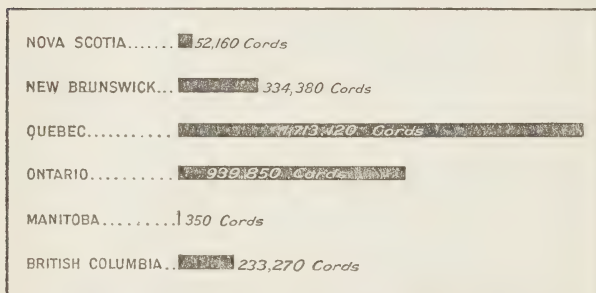 NOVA SCOTIA....... 52,160 Cords
NEW BRUNSWICK... 334,380 Cords
QUEBEC........... 1,713,420 Cords
ONTARIO.......... 939,850 Cords
MANITOBA......... 350 Cords
BRITISH COLUMBIA.. 233,270 Cords